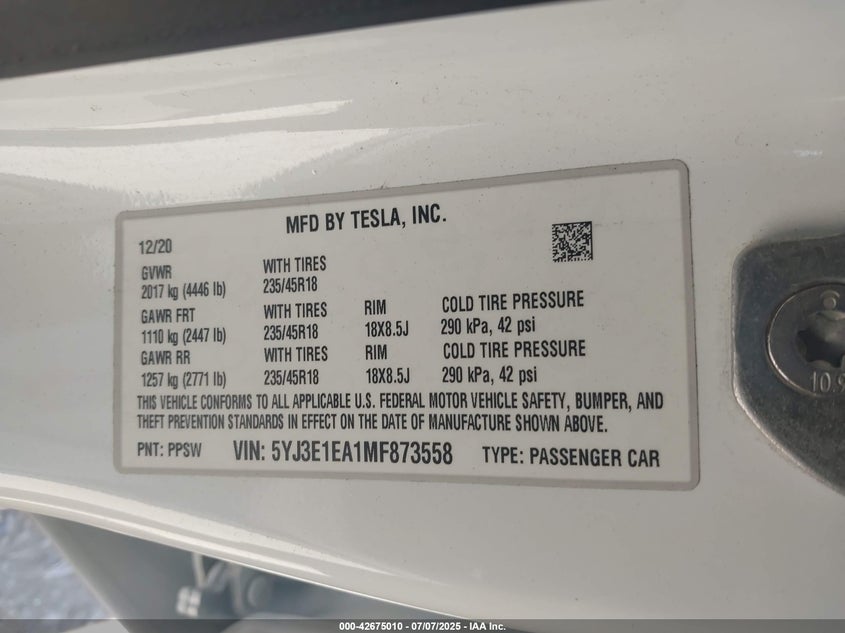 MFD BY TESLA, INC.
12/20
GVWR WITH TIRES
2017 kg (4446 lb) 235/45R18
GAWR FRT WITH TIRES RIM COLD TIRE PRESSURE
1110 kg (2447 lb) 235/45R18 18X8.5J 290 kPa, 42 psi
GAWR RR WITH TIRES RIM COLD TIRE PRESSURE
1257 kg (2771 lb) 235/45R18 18X8.5J 290 kPa, 42 psi
THIS VEHICLE CONFORMS TO ALL APPLICABLE U.S. FEDERAL MOTOR VEHICLE SAFETY, BUMPER, AND
THEFT PREVENTION STANDARDS IN EFFECT ON THE DATE OF MANUFACTURE SHOWN ABOVE.
PNT: PPSW VIN: 5YJ3E1EA1MF873558 TYPE: PASSENGER CAR
000-42675010 - 07/07/2025 - IAA Inc.